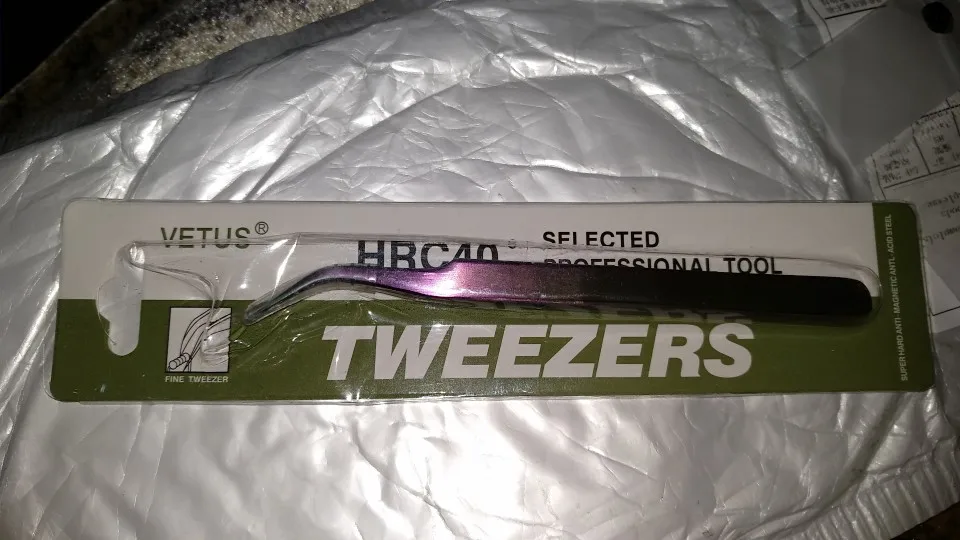 VETUS®
HRC40°
SELECTED
PROFESSIONAL TOOL
TWEEZERS
FINE TWEEZER
SUPER HARD ANTI - MAGNETIC ANTI - ACID STEEL